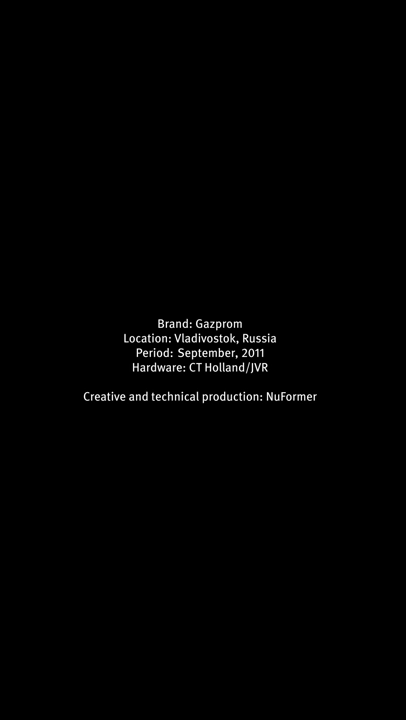 Brand: Gazprom
Location: Vladivostok, Russia
Period: September, 2011
Hardware: CT Holland/JVR
Creative and technical production: NuFormer